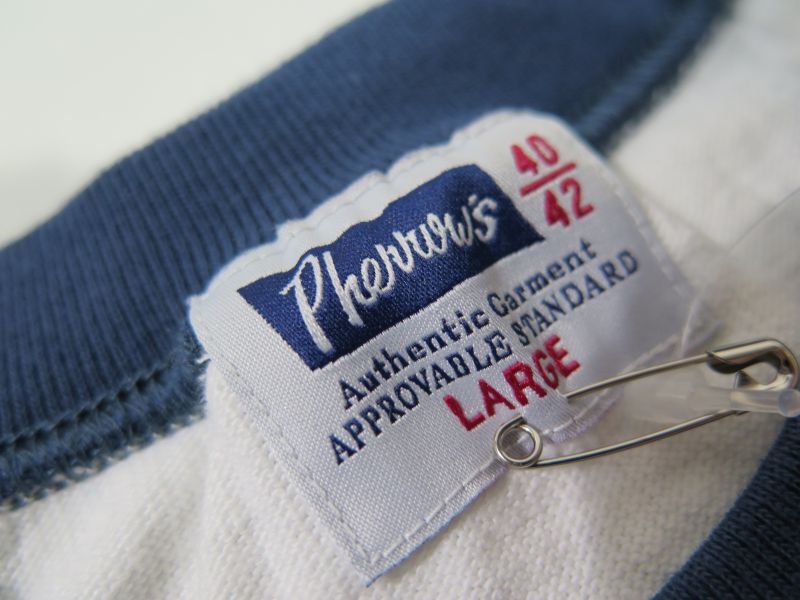 Pherrow's
40
42
Authentic Garment
APPROVABLE STANDARD
LARGE